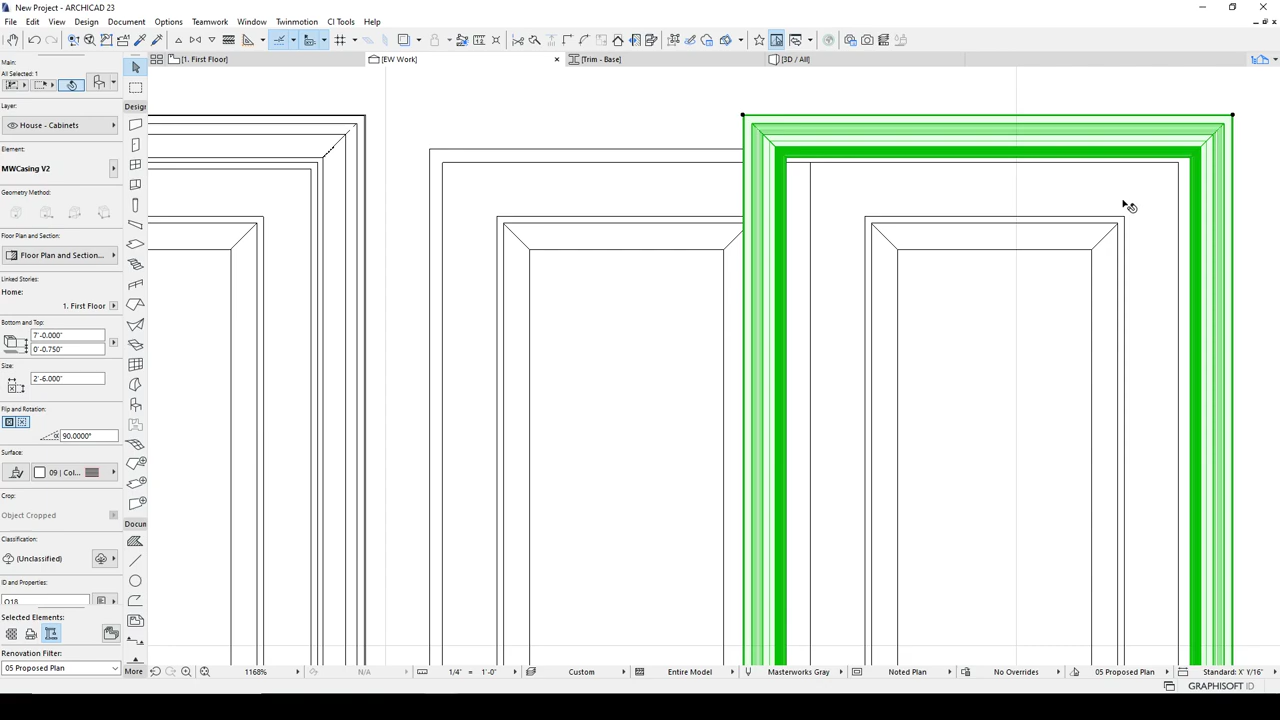 New Project - ARCHICAD 23
File Edit View Design Document Options Teamwork Window Twinmotion CI Tools Help
[1. First Floor] [EW Work] [Trim - Base] [3D / All]
Main:
All Selected: 1
Layer:
House - Cabinets
Element:
MWCasing V2
Geometry Method:
Floor Plan and Section:
Floor Plan and Section...
Linked Stories:
Home:
1. First Floor
Bottom and Top:
7'-0.000"
0'-0.750"
Size:
2'-6.000"
Flip and Rotation:
90.0000°
Surface:
09 | Col...
Crop:
Object Cropped
Classification:
(Unclassified)
ID and Properties:
Selected Elements:
Renovation Filter:
05 Proposed Plan
Desig
Docun
More
1168% N/A 1/4" = 1'-0" Custom Entire Model Masterworks Gray Noted Plan No Overrides 05 Proposed Plan Standard: X' Y/16"
GRAPHISOFT ID